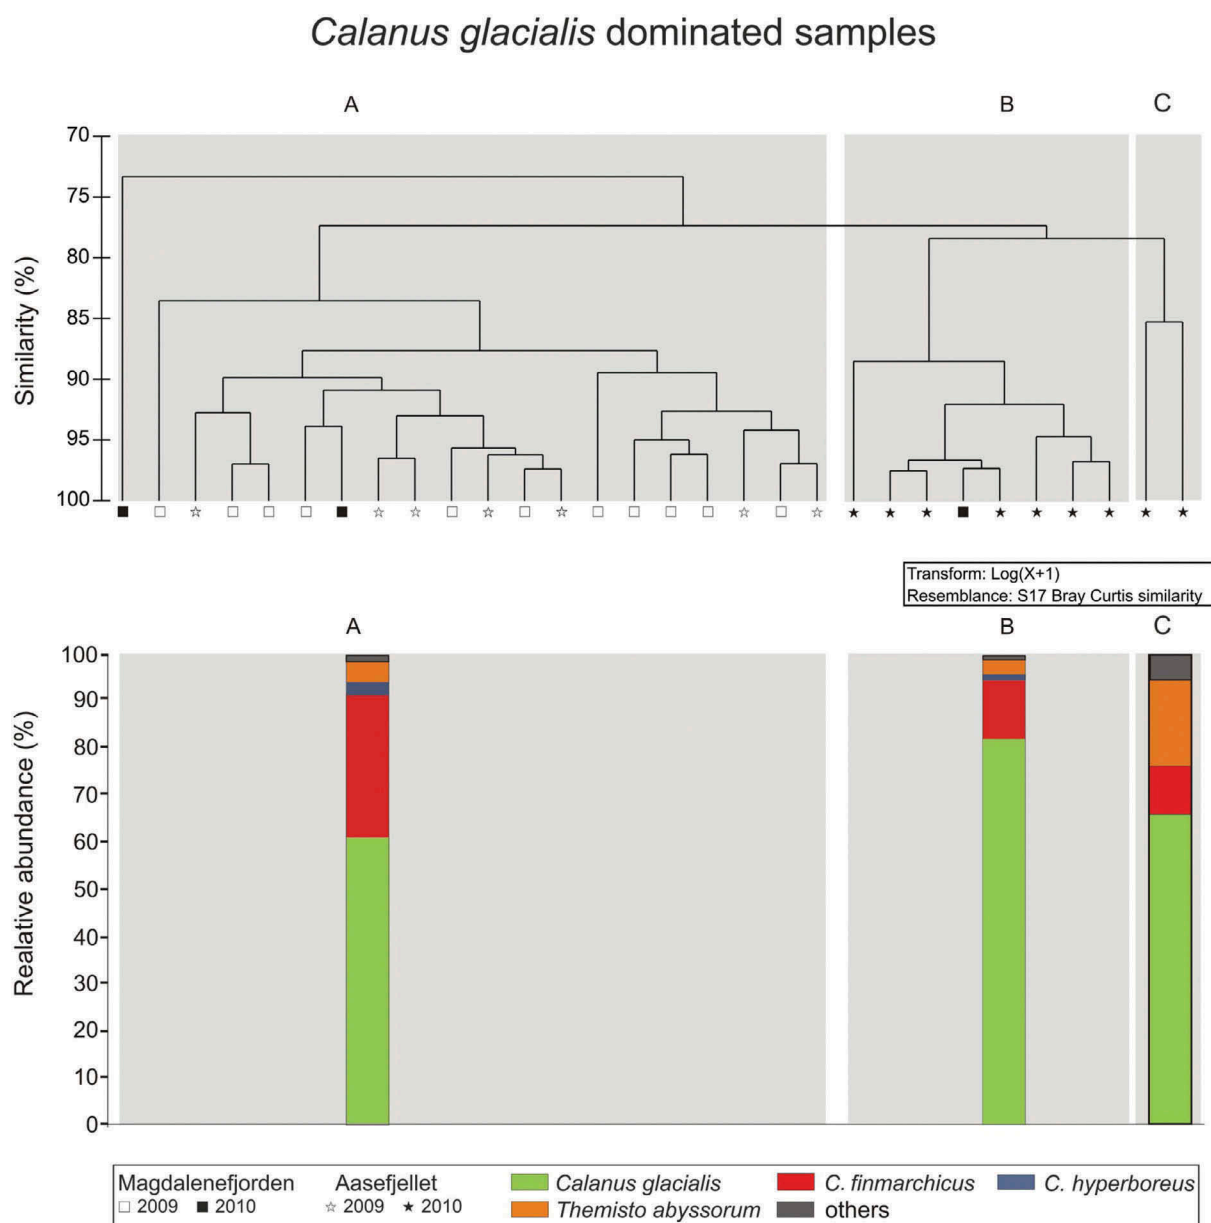 Calanus glacialis dominated samples
A B C
Similarity (%)
70
75
80
85
90
95
100
Transform: Log(X+1)
Resemblance: S17 Bray Curtis similarity
A B C
Realative abundance (%)
100
90
80
70
60
50
40
30
20
10
0
Magdalenefjorden Aasefjellet Calanus glacialis C. finmarchicus C. hyperboreus
2009 2010 2009 2010 Themisto abyssorum others